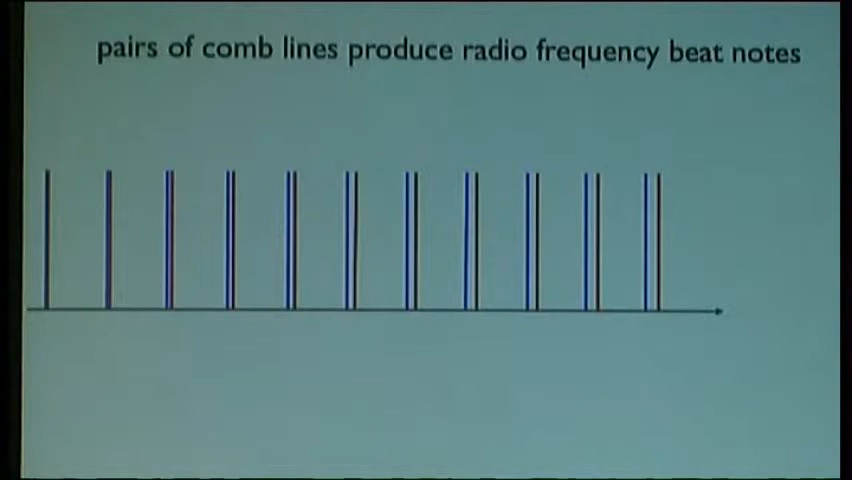 pairs of comb lines produce radio frequency beat notes